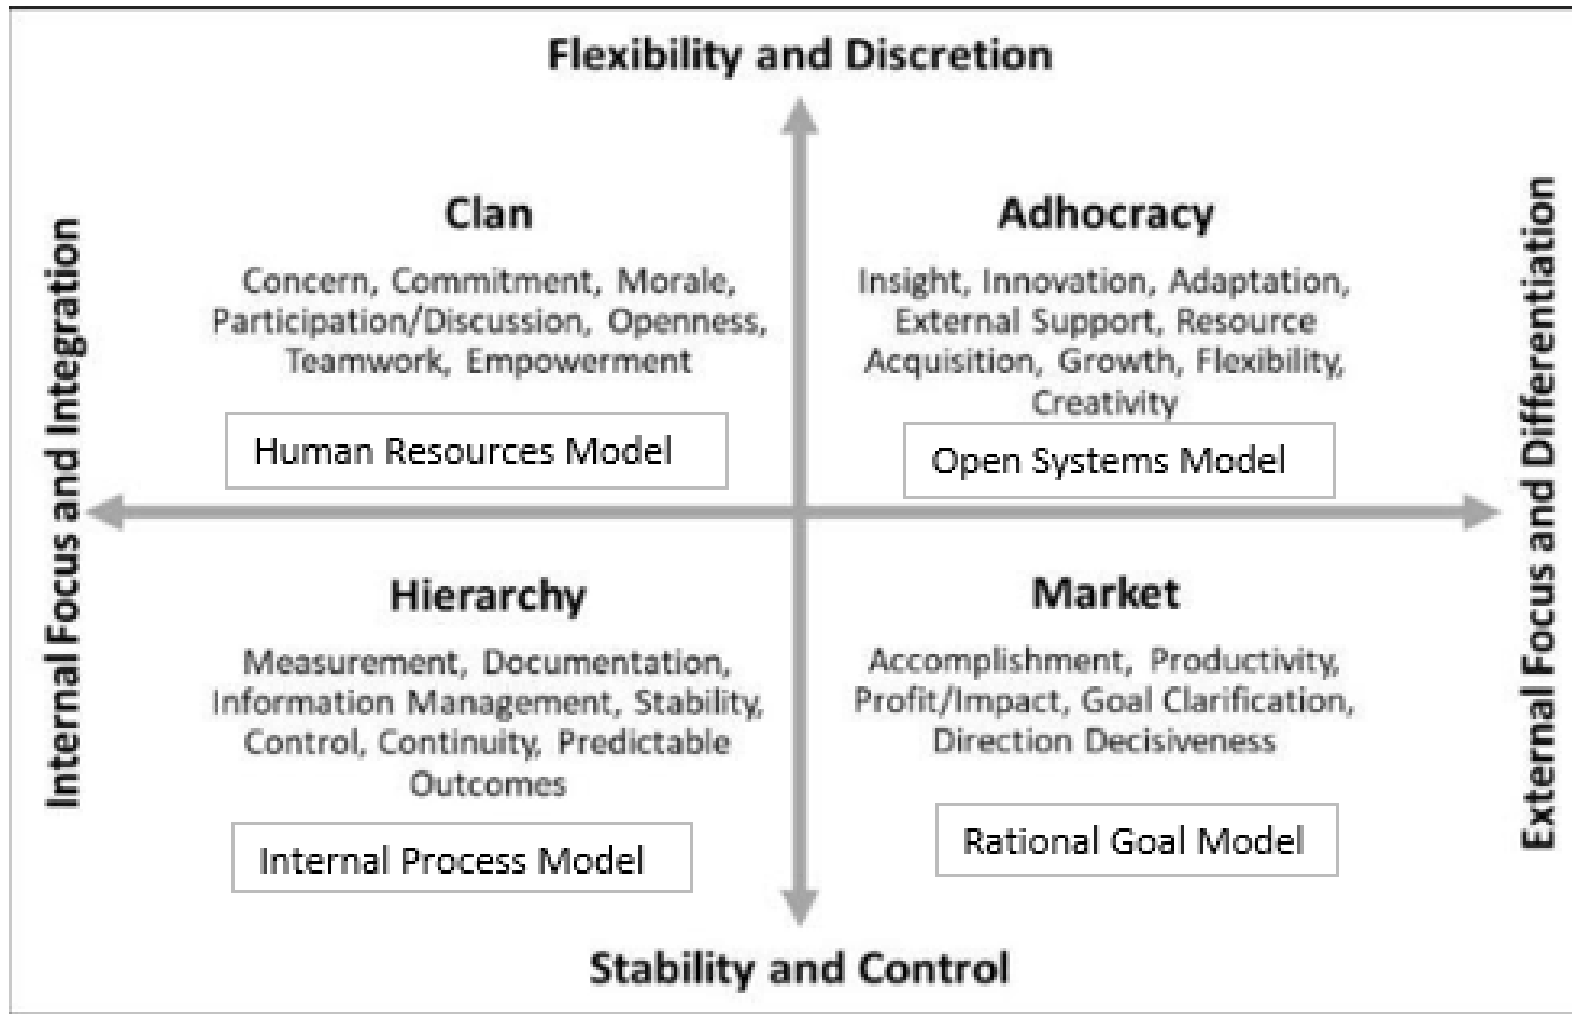 Flexibility and Discretion
Internal Focus and Integration
Clan
Concern, Commitment, Morale,
Participation/Discussion, Openness,
Teamwork, Empowerment
Human Resources Model
Adhocracy
Insight, Innovation, Adaptation,
External Support, Resource
Acquisition, Growth, Flexibility,
Creativity
Open Systems Model
Hierarchy
Measurement, Documentation,
Information Management, Stability,
Control, Continuity, Predictable
Outcomes
Internal Process Model
Market
Accomplishment, Productivity,
Profit/Impact, Goal Clarification,
Direction Decisiveness
Rational Goal Model
External Focus and Differentiation
Stability and Control